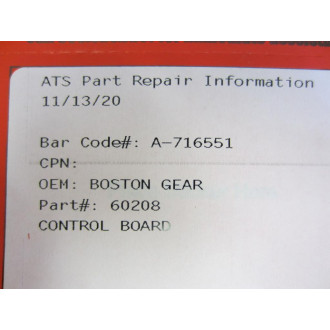 ATS Part Repair Information
11/13/20
Bar Code#: A-716551
CPN:
OEM: BOSTON GEAR
Part#: 60208
CONTROL BOARD